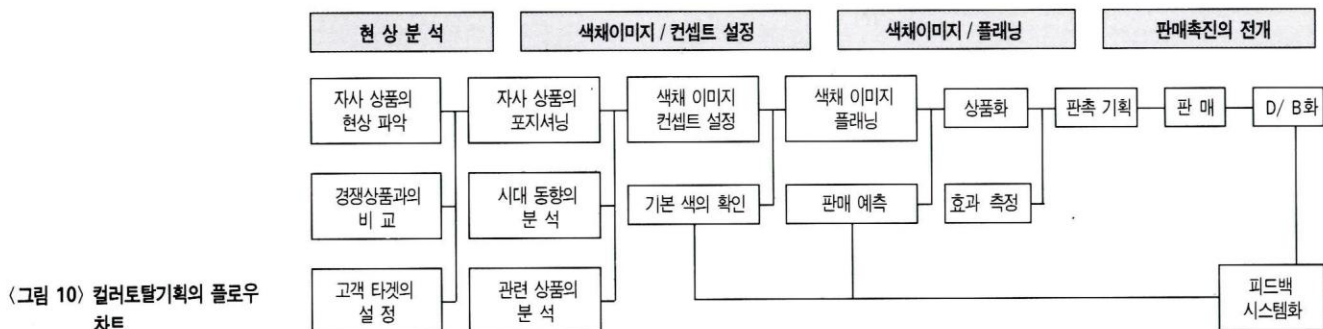 현 상 분 석
색채이미지 / 컨셉트 설정
색채이미지 / 플래닝
판매촉진의 전개
자사 상품의
현상 파악
자사 상품의
포지셔닝
색채 이미지
컨셉트 설정
색채 이미지
플래닝
상품화
판촉 기획
판 매
D/ B화
경쟁상품과의
비 교
시대 동향의
분 석
기본 색의 확인
판매 예측
효과 측정
고객 타겟의
설 정
관련 상품의
분 석
피드백
시스템화
〈그림 10〉 컬러토탈기획의 플로우
차트